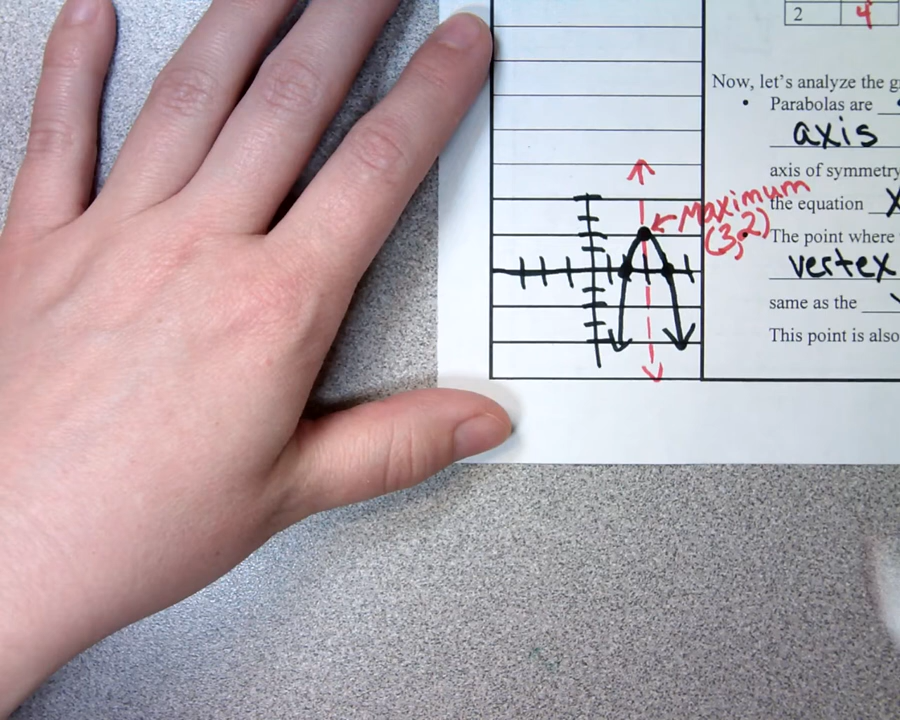 2 4
Now, let's analyze the
Parabolas are
axis
axis of symmetry
the equation X
The point where
vertex
same as the
This point is also
Maximum
(3,2)